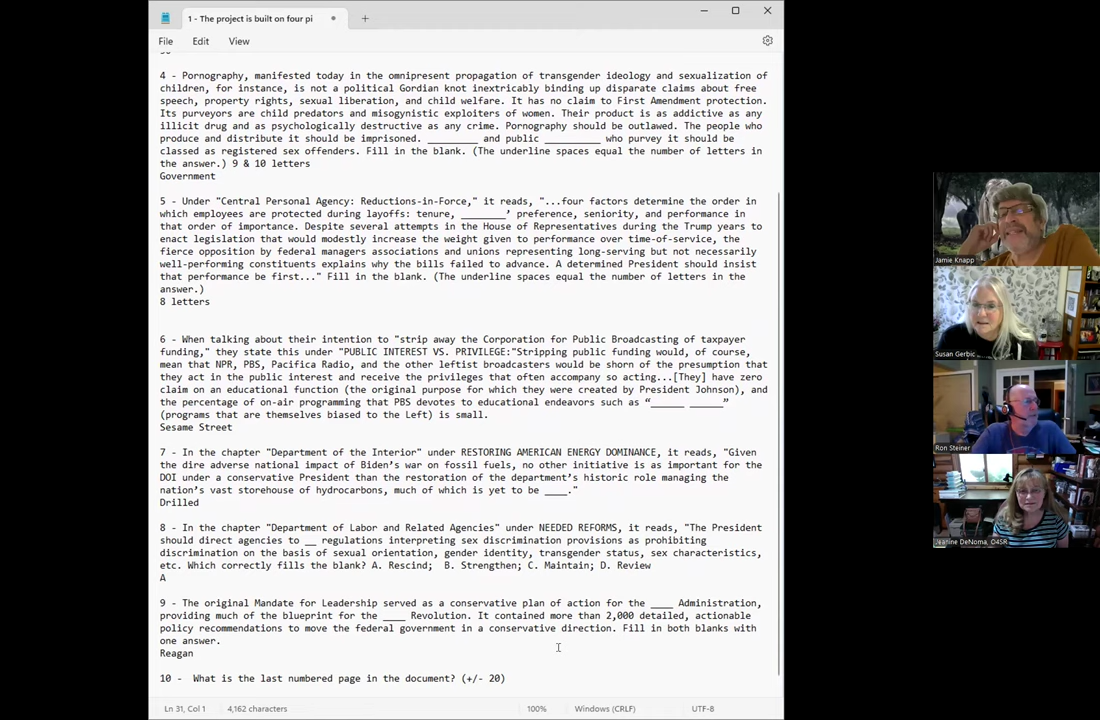 1 - The project is built on four pi
File Edit View
4 - Pornography, manifested today in the omnipresent propagation of transgender ideology and sexualization of
children, for instance, is not a political Gordian knot inextricably binding up disparate claims about free
speech, property rights, sexual liberation, and child welfare. It has no claim to First Amendment protection.
Its purveyors are child predators and misogynistic exploiters of women. Their product is as addictive as any
illicit drug and as psychologically destructive as any crime. Pornography should be outlawed. The people who
produce and distribute it should be imprisoned. _________ and public __________ who purvey it should be
classed as registered sex offenders. Fill in the blank. (The underline spaces equal the number of letters in
the answer.) 9 & 10 letters
Government
5 - Under "Central Personal Agency: Reductions-in-Force," it reads, "...four factors determine the order in
which employees are protected during layoffs: tenure, ________’ preference, seniority, and performance in
that order of importance. Despite several attempts in the House of Representatives during the Trump years to
enact legislation that would modestly increase the weight given to performance over time-of-service, the
fierce opposition by federal managers associations and unions representing long-serving but not necessarily
well-performing constituents explains why the bills failed to advance. A determined President should insist
that performance be first..." Fill in the blank. (The underline spaces equal the number of letters in the
answer.)
8 letters
6 - When talking about their intention to "strip away the Corporation for Public Broadcasting of taxpayer
funding," they state this under "PUBLIC INTEREST VS. PRIVILEGE:"Stripping public funding would, of course,
mean that NPR, PBS, Pacifica Radio, and the other leftist broadcasters would be shorn of the presumption that
they act in the public interest and receive the privileges that often accompany so acting...[They] have zero
claim on an educational function (the original purpose for which they were created by President Johnson), and
the percentage of on-air programming that PBS devotes to educational endeavors such as “______ ______”
(programs that are themselves biased to the Left) is small.
Sesame Street
7 - In the chapter "Department of the Interior" under RESTORING AMERICAN ENERGY DOMINANCE, it reads, "Given
the dire adverse national impact of Biden’s war on fossil fuels, no other initiative is as important for the
DOI under a conservative President than the restoration of the department’s historic role managing the
nation’s vast storehouse of hydrocarbons, much of which is yet to be ____."
Drilled
8 - In the chapter "Department of Labor and Related Agencies" under NEEDED REFORMS, it reads, "The President
should direct agencies to __ regulations interpreting sex discrimination provisions as prohibiting
discrimination on the basis of sexual orientation, gender identity, transgender status, sex characteristics,
etc. Which correctly fills the blank? A. Rescind; B. Strengthen; C. Maintain; D. Review
A
9 - The original Mandate for Leadership served as a conservative plan of action for the ____ Administration,
providing much of the blueprint for the ____ Revolution. It contained more than 2,000 detailed, actionable
policy recommendations to move the federal government in a conservative direction. Fill in both blanks with
one answer.
Reagan
10 - What is the last numbered page in the document? (+/- 20)
Ln 31, Col 1 4,162 characters 100% Windows (CRLF) UTF-8
Jamie Knapp
Susan Gerbic
Ron Steiner
Jeanine DeNoma, O4SR